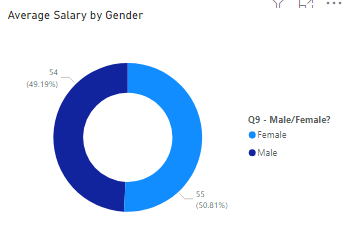 Average Salary by Gender
54
(49.19%)
Q9 - Male/Female?
Female
Male
55
(50.81%)